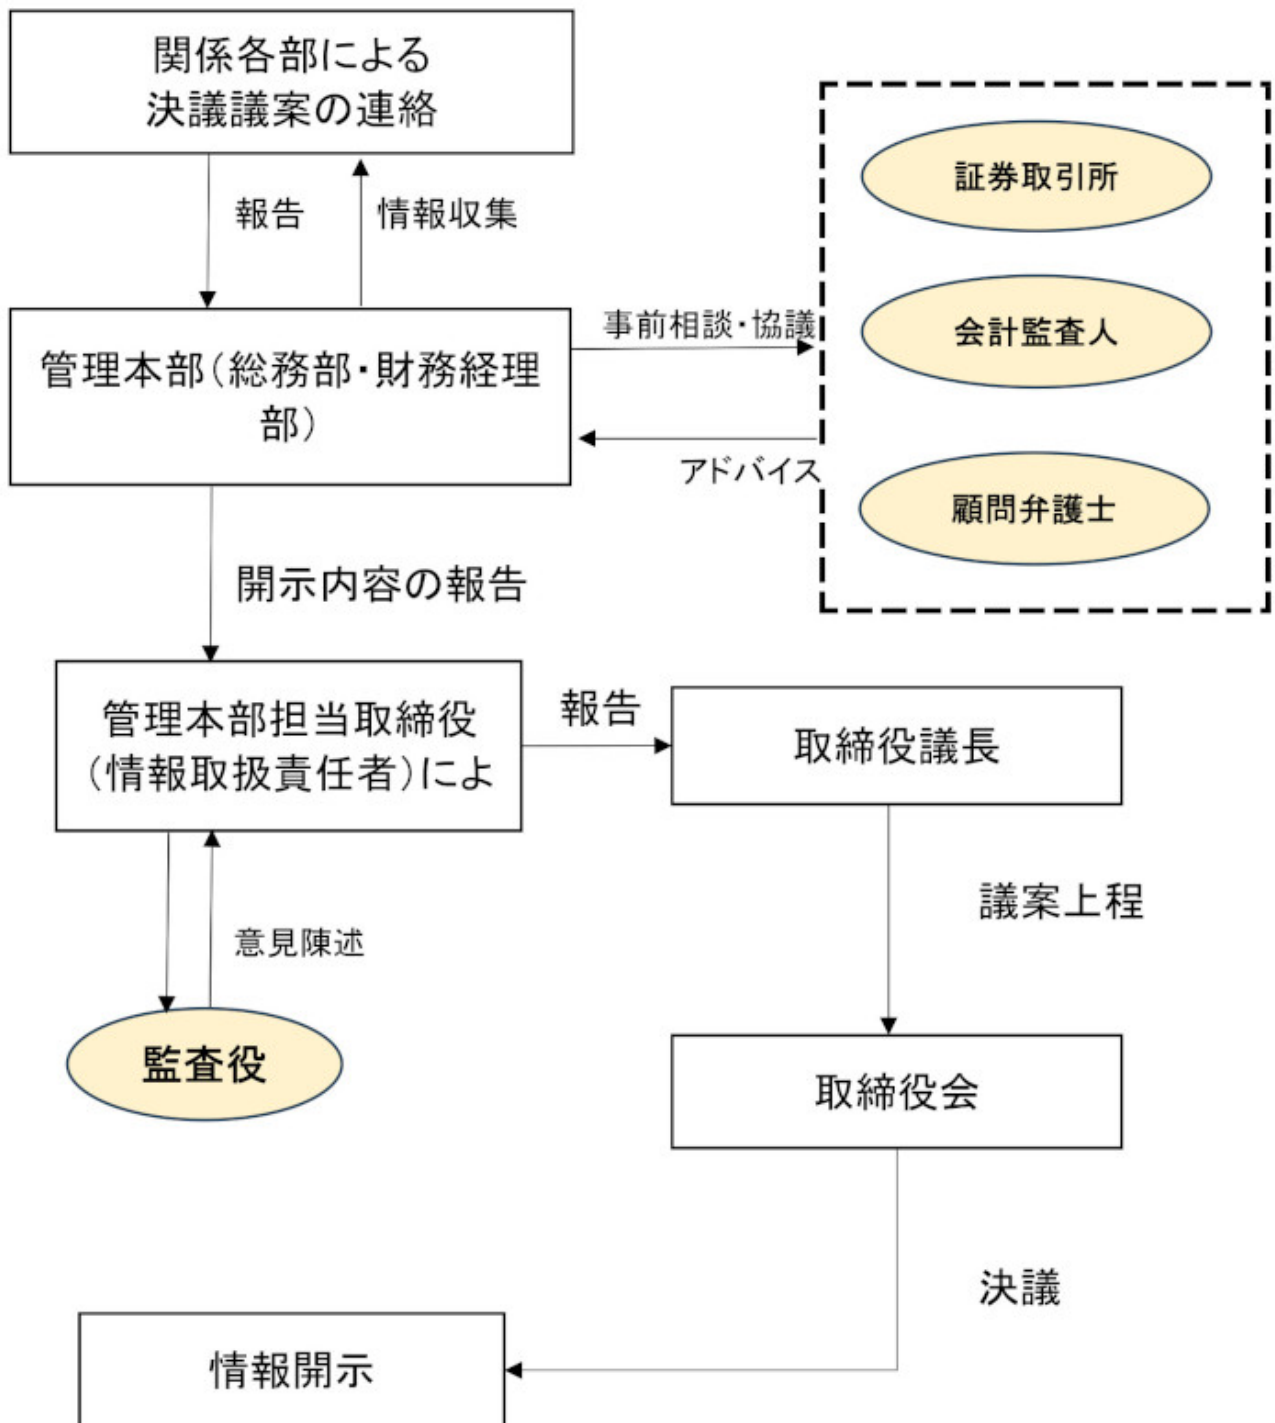 関係各部による
決議議案の連絡
報告
情報収集
管理本部（総務部・財務経理
部）
事前相談・協議
アドバイス
証券取引所
会計監査人
顧問弁護士
開示内容の報告
管理本部担当取締役
（情報取扱責任者）によ
報告
取締役議長
意見陳述
議案上程
監査役
取締役会
決議
情報開示